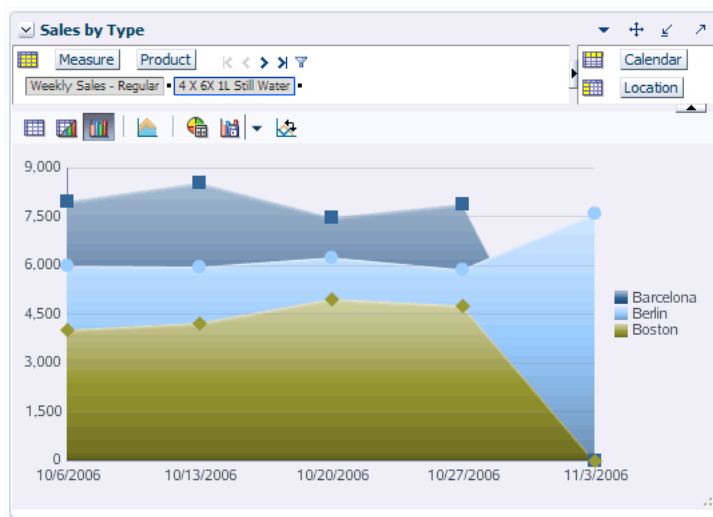 Sales by Type
Measure Product
Calendar
Weekly Sales - Regular 4 X 6X 1L Still Water
Location
9,000
7,500
6,000
4,500
3,000
1,500
0
10/6/2006 10/13/2006 10/20/2006 10/27/2006 11/3/2006
Barcelona
Berlin
Boston